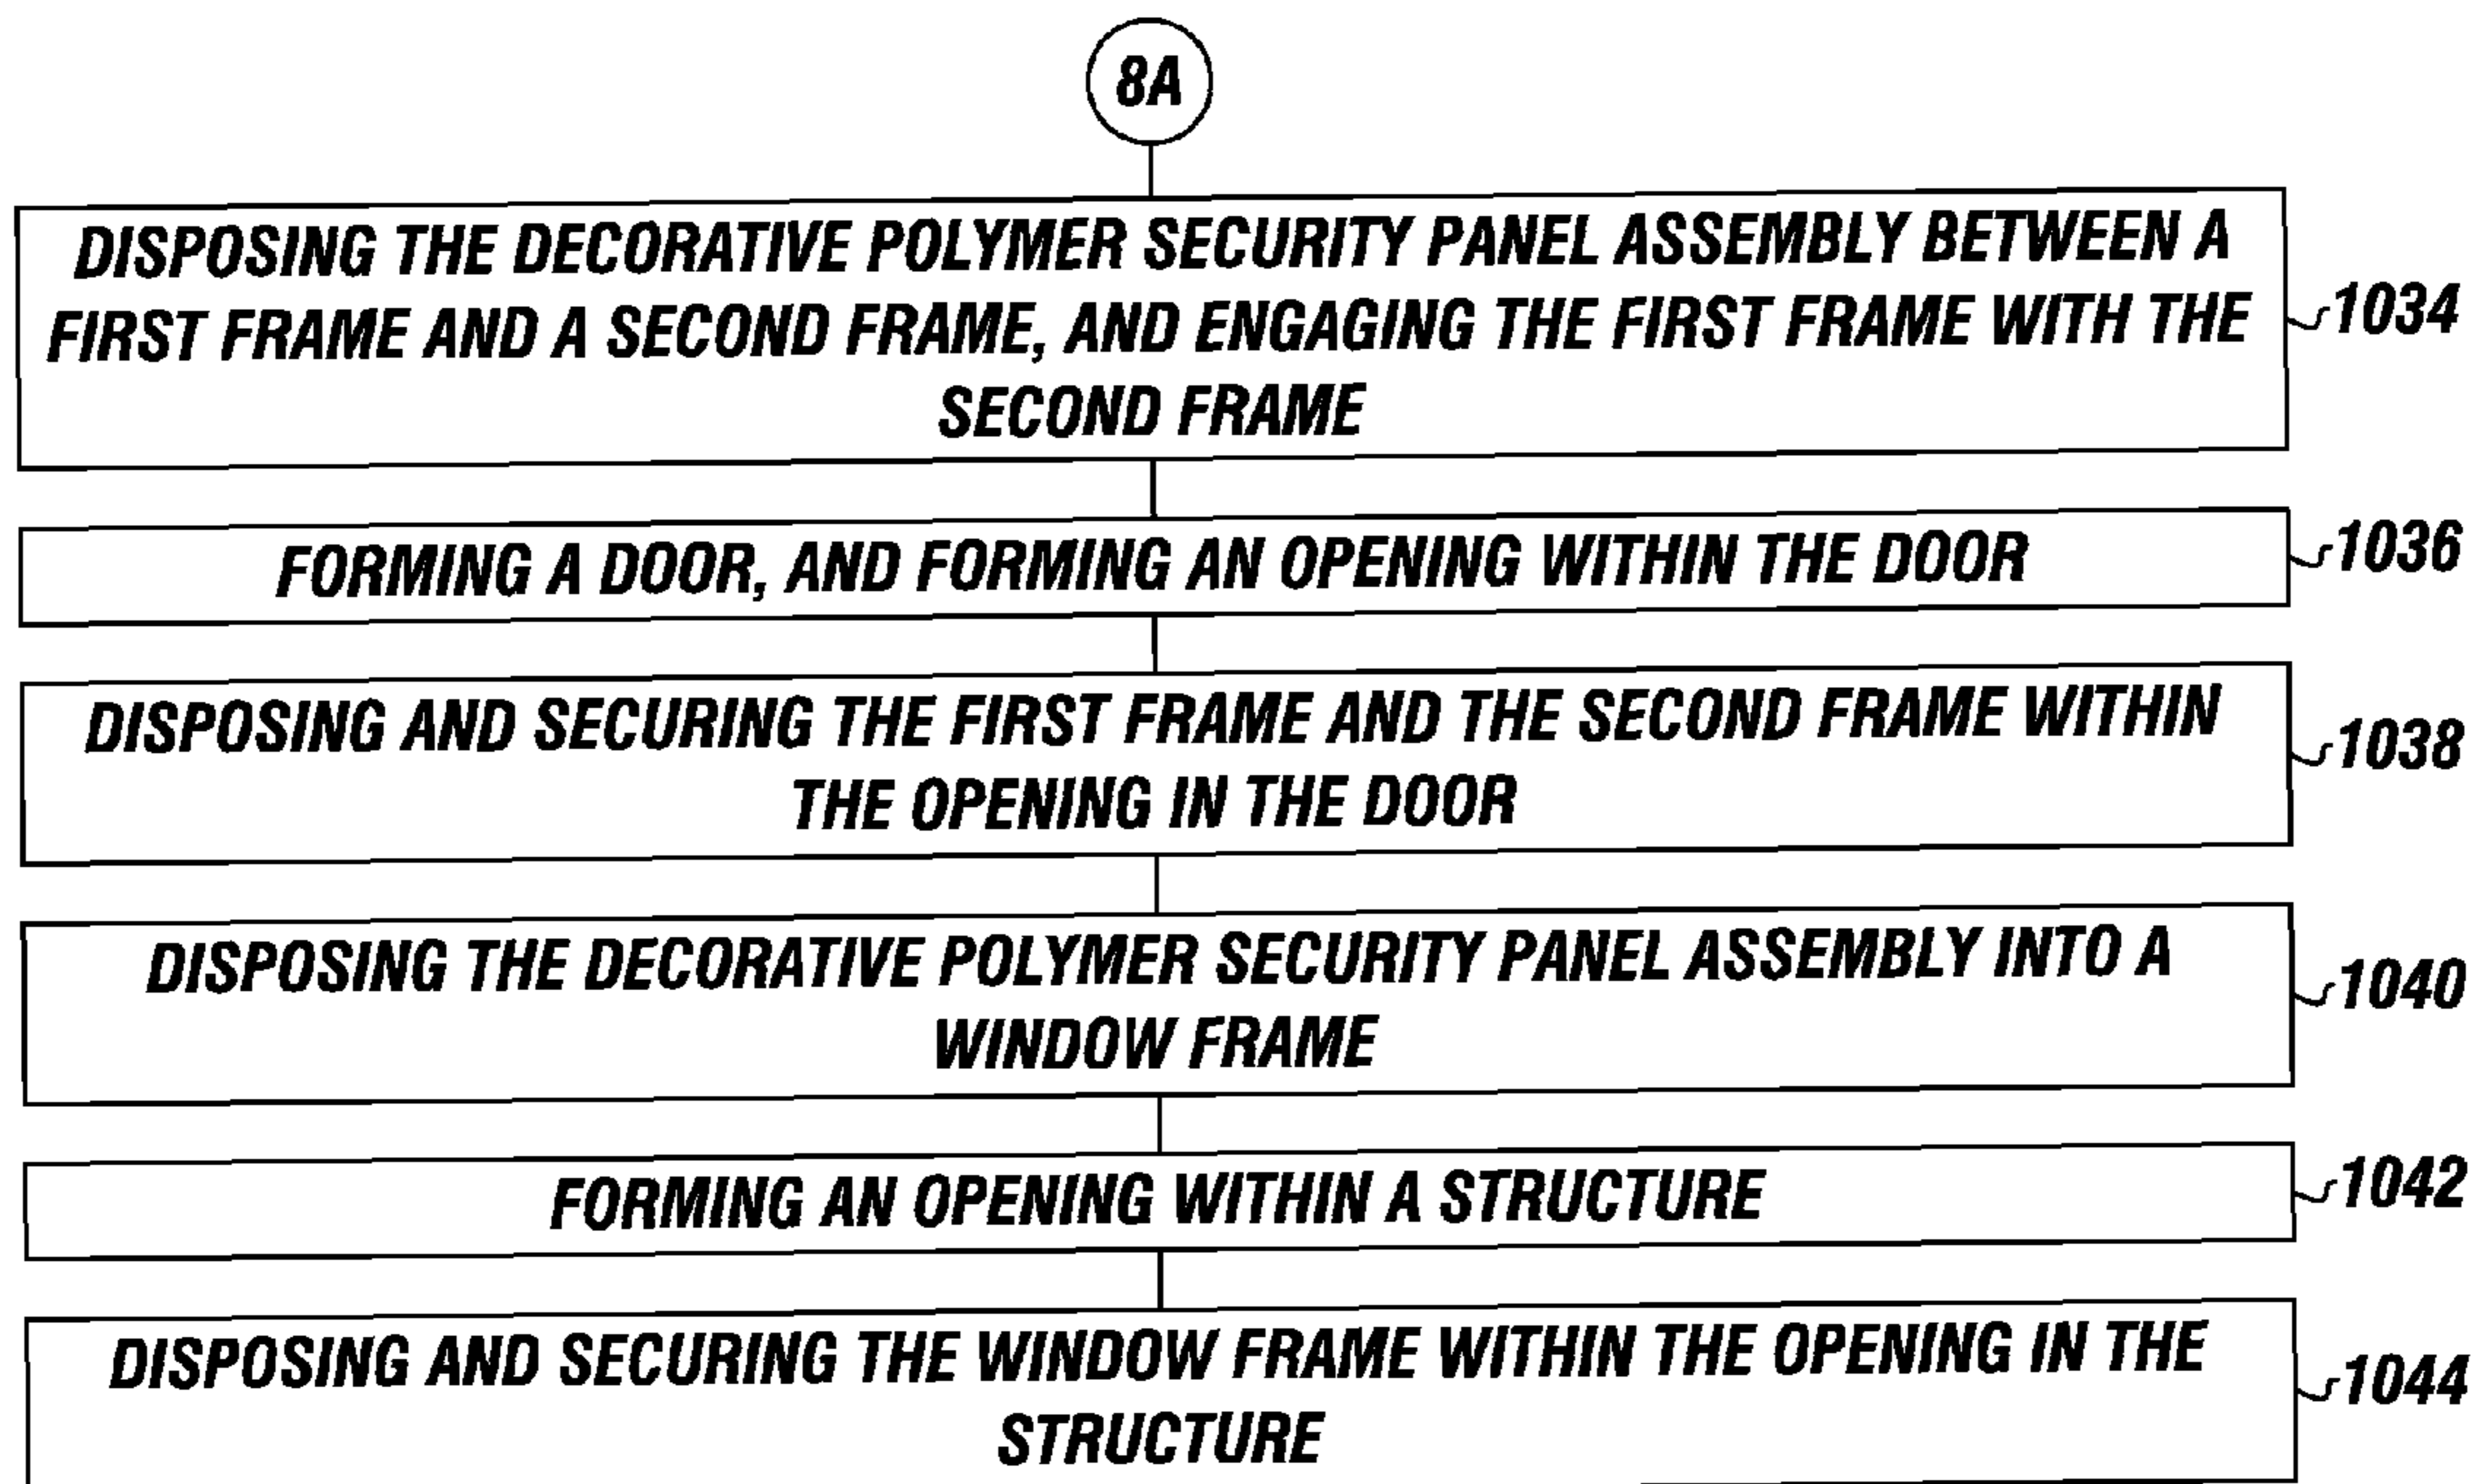 8A
DISPOSING THE DECORATIVE POLYMER SECURITY PANEL ASSEMBLY BETWEEN A
FIRST FRAME AND A SECOND FRAME, AND ENGAGING THE FIRST FRAME WITH THE
SECOND FRAME
1034
FORMING A DOOR, AND FORMING AN OPENING WITHIN THE DOOR
1036
DISPOSING AND SECURING THE FIRST FRAME AND THE SECOND FRAME WITHIN
THE OPENING IN THE DOOR
1038
DISPOSING THE DECORATIVE POLYMER SECURITY PANEL ASSEMBLY INTO A
WINDOW FRAME
1040
FORMING AN OPENING WITHIN A STRUCTURE
1042
DISPOSING AND SECURING THE WINDOW FRAME WITHIN THE OPENING IN THE
STRUCTURE
1044